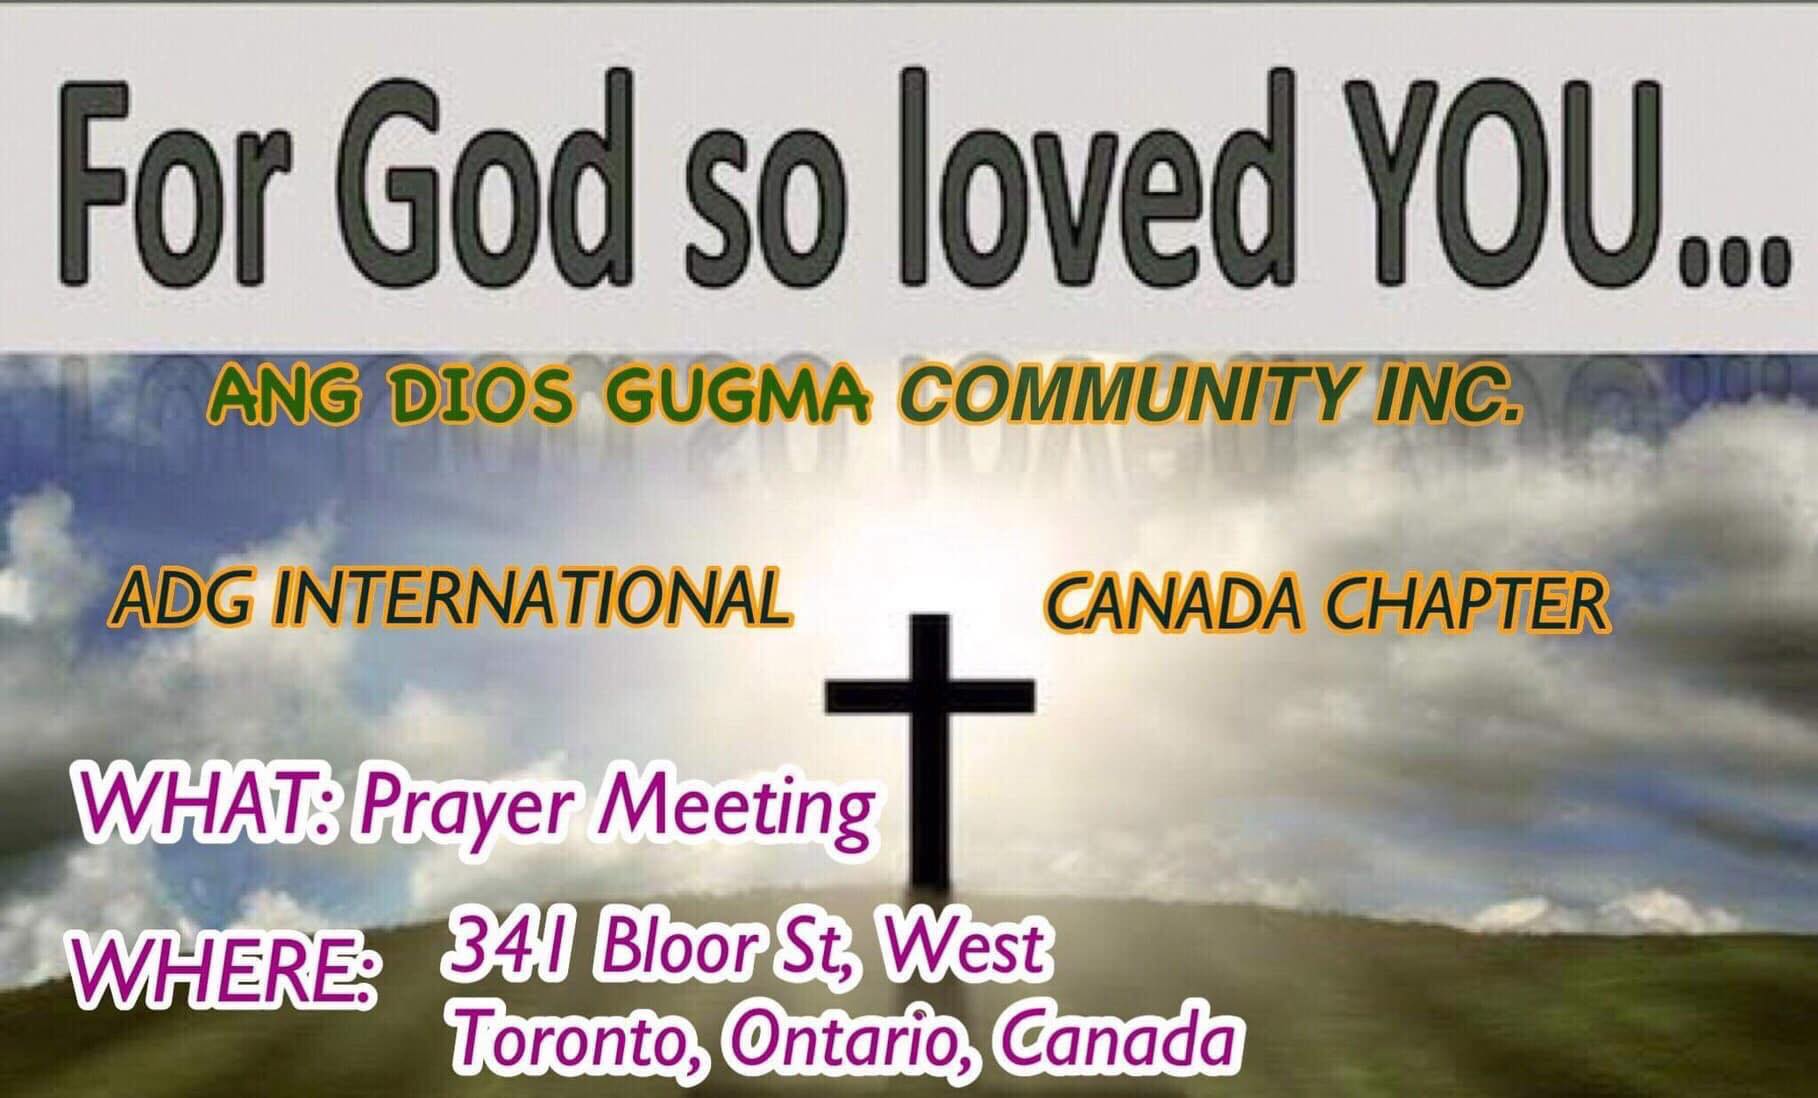 For God so loved YOU...
ANG DIOS GUGMA COMMUNITY INC.
ADG INTERNATIONAL CANADA CHAPTER
WHAT: Prayer Meeting
WHERE: 341 Bloor St, West
Toronto, Ontario, Canada